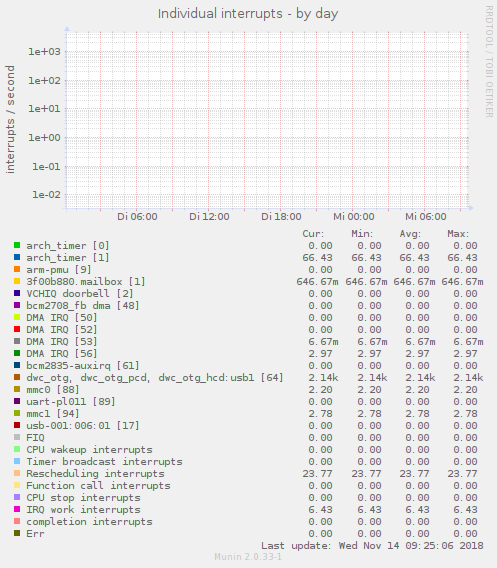 Individual interrupts - by day
RRDTOOL / TOBI OETIKER
interrupts / second
1e+03
1e+02
1e+01
1e+00
1e-01
1e-02
Di 06:00 Di 12:00 Di 18:00 Mi 00:00 Mi 06:00
Cur: Min: Avg: Max:
arch_timer [0] 0.00 0.00 0.00 0.00
arch_timer [1] 66.43 66.43 66.43 66.43
arm-pmu [9] 0.00 0.00 0.00 0.00
3f00b880.mailbox [1] 646.67m 646.67m 646.67m 646.67m
VCHIQ doorbell [2] 0.00 0.00 0.00 0.00
bcm2708_fb dma [48] 0.00 0.00 0.00 0.00
DMA IRQ [50] 0.00 0.00 0.00 0.00
DMA IRQ [52] 0.00 0.00 0.00 0.00
DMA IRQ [53] 6.67m 6.67m 6.67m 6.67m
DMA IRQ [56] 2.97 2.97 2.97 2.97
bcm2835-auxirq [61] 0.00 0.00 0.00 0.00
dwc_otg, dwc_otg_pcd, dwc_otg_hcd:usb1 [64] 2.14k 2.14k 2.14k 2.14k
mmc0 [88] 2.20 2.20 2.20 2.20
uart-pl011 [89] 0.00 0.00 0.00 0.00
mmc1 [94] 2.78 2.78 2.78 2.78
usb-001:006:01 [17] 0.00 0.00 0.00 0.00
FIQ 0.00 0.00 0.00 0.00
CPU wakeup interrupts 0.00 0.00 0.00 0.00
Timer broadcast interrupts 0.00 0.00 0.00 0.00
Rescheduling interrupts 23.77 23.77 23.77 23.77
Function call interrupts 0.00 0.00 0.00 0.00
CPU stop interrupts 0.00 0.00 0.00 0.00
IRQ work interrupts 6.43 6.43 6.43 6.43
completion interrupts 0.00 0.00 0.00 0.00
Err 0.00 0.00 0.00 0.00
Last update: Wed Nov 14 09:25:06 2018
Munin 2.0.33-1